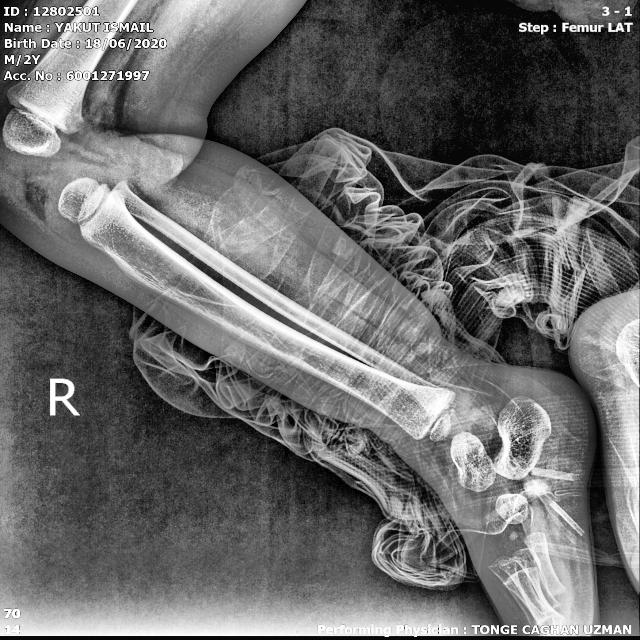 ID : 12802501
Name : YAKUT ISMAIL
Birth Date : 18/06/2020
M/2Y
Acc. No : 6001271997
3 - 1
Step : Femur LAT
R
70
14
Performing Physician : TONGE CAGHAN UZMAN